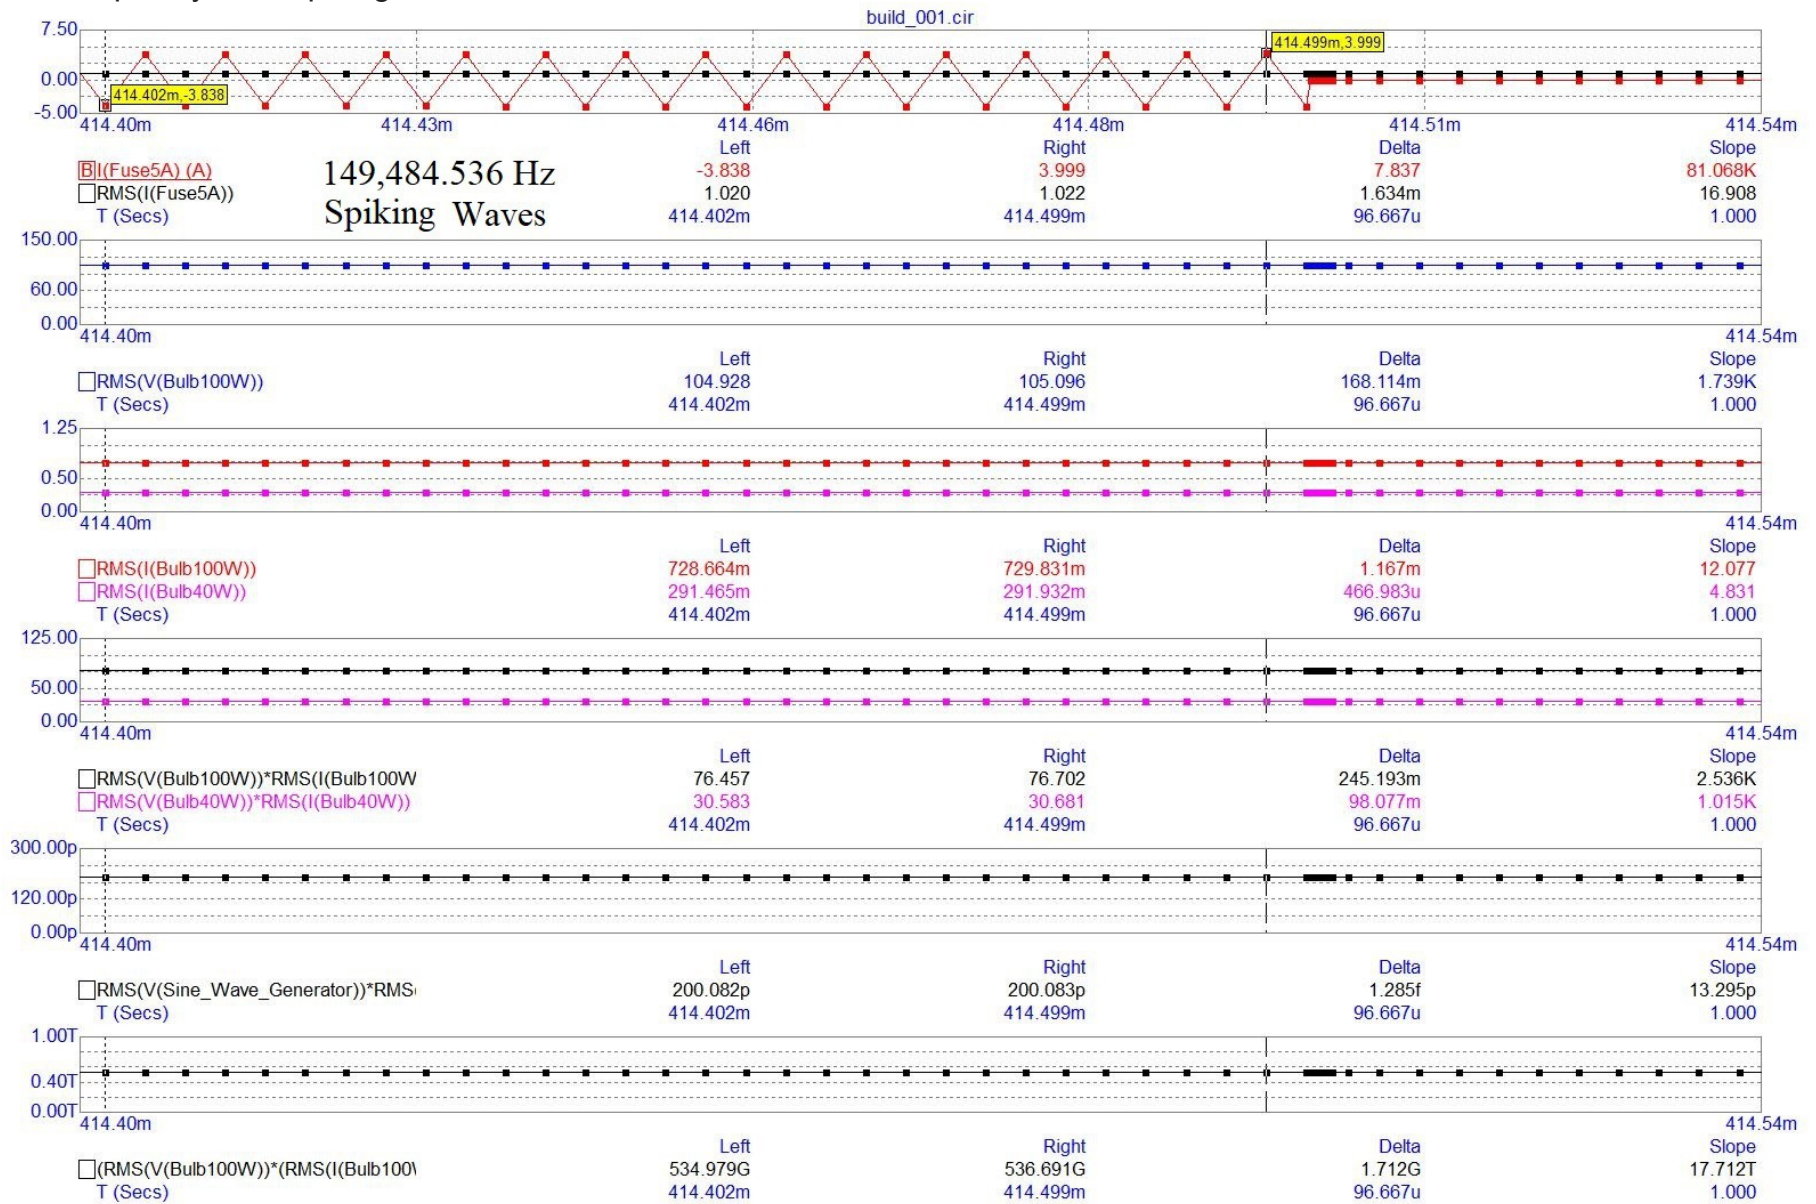 build_001.cir
7.50
0.00
-5.00
414.402m,-3.838
414.499m,3.999
414.40m 414.43m 414.46m 414.48m 414.51m 414.54m
Left Right Delta Slope
B I(Fuse5A) (A) -3.838 3.999 7.837 81.068K
RMS(I(Fuse5A)) 1.020 1.022 1.634m 16.908
T (Secs) 414.402m 414.499m 96.667u 1.000
149,484.536 Hz
Spiking Waves
150.00
60.00
0.00
414.40m 414.54m
Left Right Delta Slope
RMS(V(Bulb100W)) 104.928 105.096 168.114m 1.739K
T (Secs) 414.402m 414.499m 96.667u 1.000
1.25
0.50
0.00
414.40m 414.54m
Left Right Delta Slope
RMS(I(Bulb100W)) 728.664m 729.831m 1.167m 12.077
RMS(I(Bulb40W)) 291.465m 291.932m 466.983u 4.831
T (Secs) 414.402m 414.499m 96.667u 1.000
125.00
50.00
0.00
414.40m 414.54m
Left Right Delta Slope
RMS(V(Bulb100W))*RMS(I(Bulb100W 76.457 76.702 245.193m 2.536K
RMS(V(Bulb40W))*RMS(I(Bulb40W)) 30.583 30.681 98.077m 1.015K
T (Secs) 414.402m 414.499m 96.667u 1.000
300.00p
120.00p
0.00p
414.40m 414.54m
Left Right Delta Slope
RMS(V(Sine_Wave_Generator))*RMS( 200.082p 200.083p 1.285f 13.295p
T (Secs) 414.402m 414.499m 96.667u 1.000
1.00T
0.40T
0.00T
414.40m 414.54m
Left Right Delta Slope
(RMS(V(Bulb100W))*(RMS(I(Bulb100 534.979G 536.691G 1.712G 17.712T
T (Secs) 414.402m 414.499m 96.667u 1.000